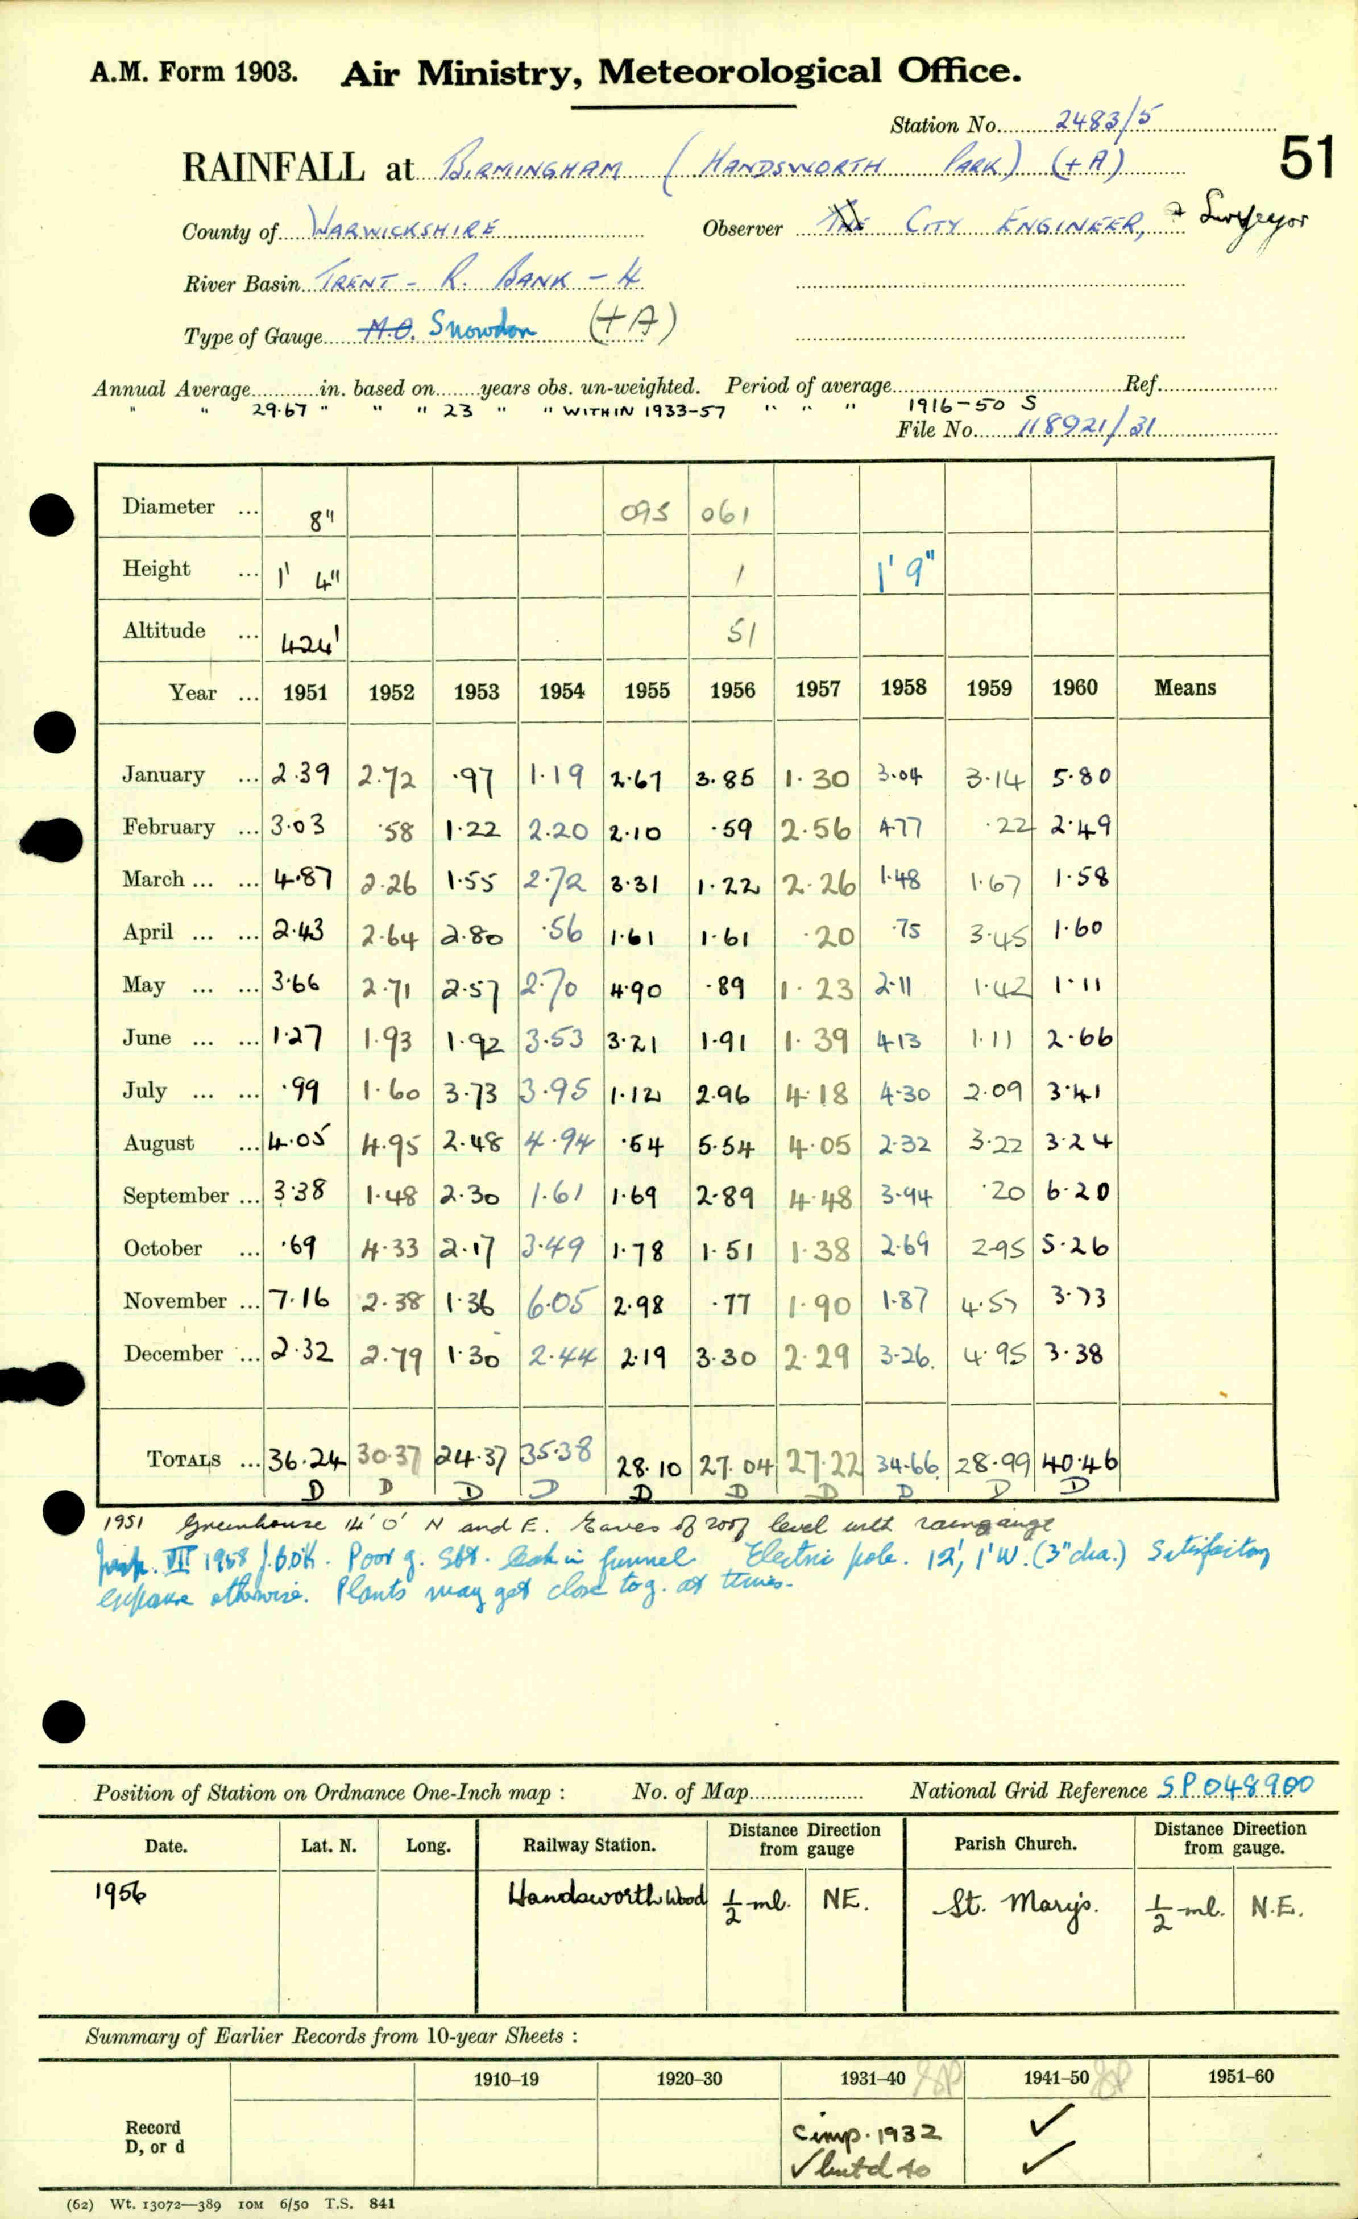 A.M. Form 1903. Air Ministry, Meteorological Office.
Station No. 2483/5
51
RAINFALL at BIRMINGHAM (HANDSWORTH PARK) (+A)
County of WARWICKSHIRE Observer THE CITY ENGINEER, + Surveyor
River Basin TRENT - R. BANK - 4
Type of Gauge M.O. Snowdon (+A)
Annual Average in. based on years obs. un-weighted. Period of average Ref.
" " 29.67 " " " 23 " " WITHIN 1933-57 " " " 1916-50 S
File No. 118921/31
Diameter ... 8" 095 061
Height ... 1' 4" 1 1' 9"
Altitude ... 424' 51
Year ... 1951 1952 1953 1954 1955 1956 1957 1958 1959 1960 Means
January ... 2.39 2.72 .97 1.19 2.67 3.85 1.30 3.04 3.14 5.80
February ... 3.03 .58 1.22 2.20 2.10 .59 2.56 4.77 .22 2.49
March ... ... 4.87 2.26 1.55 2.72 3.31 1.22 2.26 1.48 1.67 1.58
April ... ... 2.43 2.64 2.80 .56 1.61 1.61 .20 .75 3.45 1.60
May ... ... 3.66 2.71 2.57 2.70 4.90 .89 1.23 2.11 1.42 1.11
June ... ... 1.27 1.93 1.92 3.53 3.21 1.91 1.39 4.13 1.11 2.66
July ... ... .99 1.60 3.73 3.95 1.12 2.96 4.18 4.30 2.09 3.41
August ... 4.05 4.95 2.48 4.94 .54 5.54 4.05 2.32 3.22 3.24
September ... 3.38 1.48 2.30 1.61 1.69 2.89 4.48 3.94 .20 6.20
October ... .69 4.33 2.17 3.49 1.78 1.51 1.38 2.69 2.95 5.26
November ... 7.16 2.38 1.36 6.05 2.98 .77 1.90 1.87 4.57 3.73
December ... 2.32 2.79 1.30 2.44 2.19 3.30 2.29 3.26. 4.95 3.38
TOTALS ... 36.24 30.37 24.37 35.38 28.10 27.04 27.22 34.66 28.99 40.46
D D D D D D D D D D
1951 Greenhouse 14' 0" N and E. Eaves of roof level with raingauge
Insp. VII 1958 Poor g. Sbt. leak in funnel Electric pole. 12', 1' W. (3" dia.) Satisfactory
exposure otherwise. Plants may get close to g. at times.
Position of Station on Ordnance One-Inch map : No. of Map National Grid Reference SP048900
Date. Lat. N. Long. Railway Station. Distance Direction from gauge Parish Church. Distance Direction from gauge.
1956 Handsworth Wood 1/2 ml. NE. St. Mary's. 1/2 ml. N.E.
Summary of Earlier Records from 10-year Sheets :
1910–19 1920–30 1931–40 1941–50 1951–60
Record D, or d
comp. 1932 ✓
✓ but d 40 ✓
(62) Wt. 13072—389 10M 6/50 T.S. 841